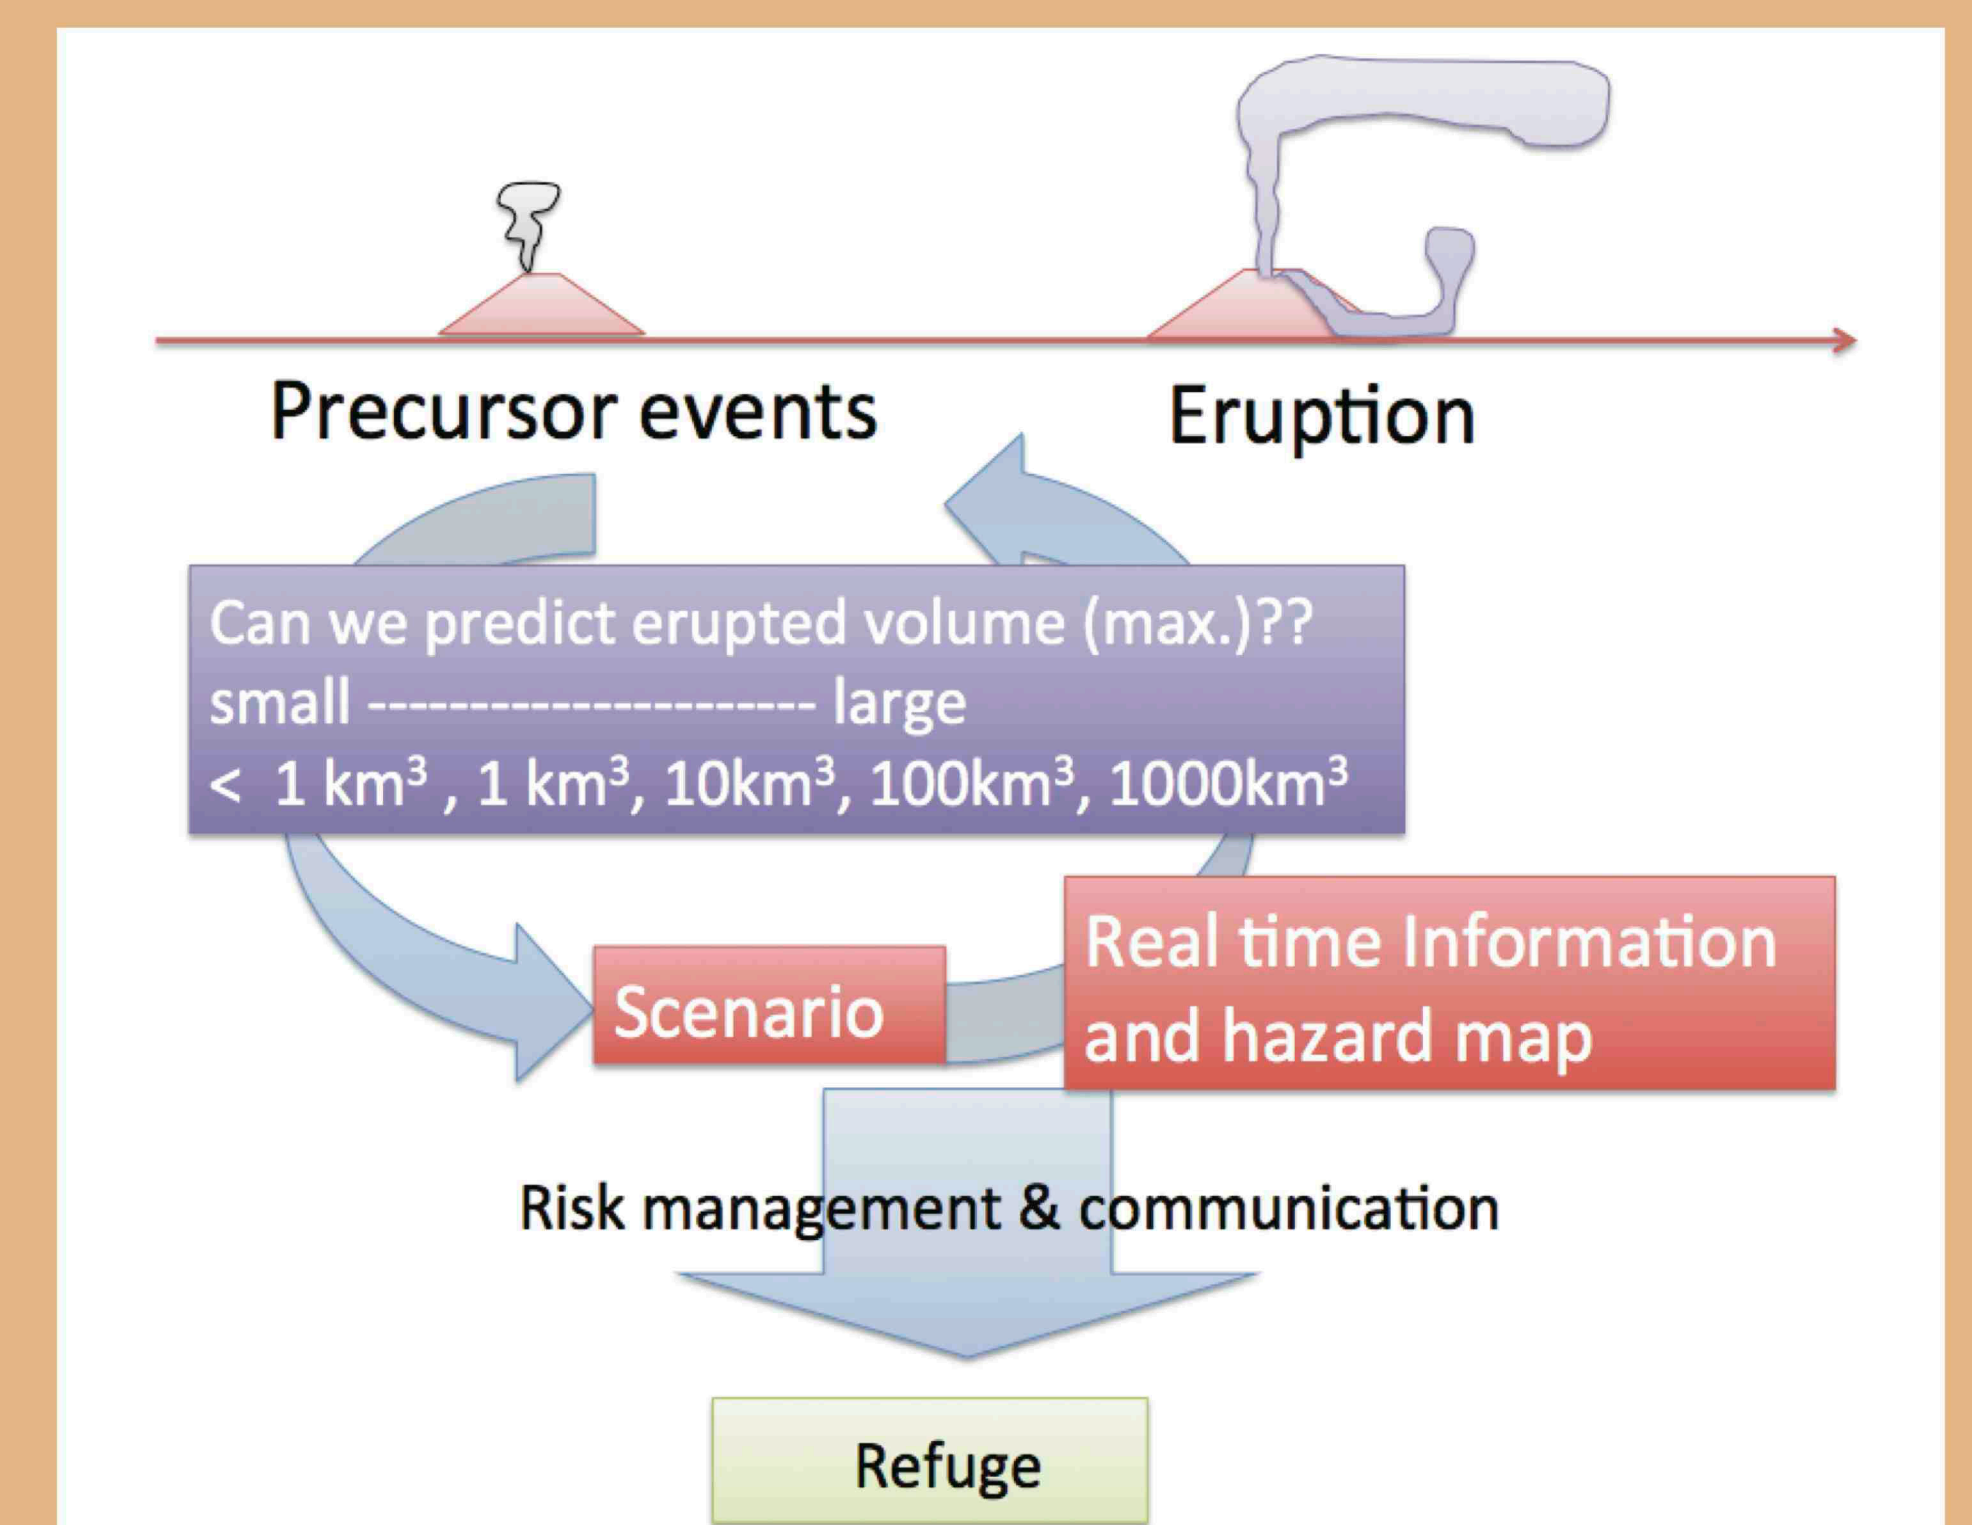 Precursor events
Eruption
Can we predict erupted volume (max.)??
small ---------------------- large
< 1 km³ , 1 km³, 10km³, 100km³, 1000km³
Scenario
Real time Information
and hazard map
Risk management & communication
Refuge